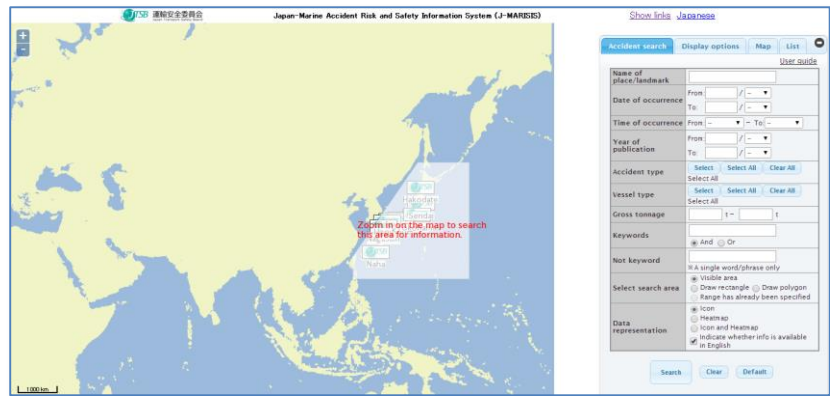 JTSB 運輸安全委員会
Japan Transport Safety Board
Japan-Marine Accident Risk and Safety Information System (J-MARISIS)
Show links Japanese
+
-
JTSB
Hakodate
Sendai
Zoom in on the map to search
this area for information.
JTSB
Naha
1000 km
Accident search Display options Map List
User guide
Name of place/landmark
Date of occurrence From: / - ▼
To: / - ▼
Time of occurrence From: - ▼ - To: - ▼
Year of publication From: / - ▼
To: / - ▼
Accident type Select Select All Clear All
Select All
Vessel type Select Select All Clear All
Select All
Gross tonnage t - t
Keywords
And Or
Not keyword
※A single word/phrase only
Select search area Visible area
Draw rectangle Draw polygon
Range has already been specified
Data representation Icon
Heatmap
Icon and Heatmap
Indicate whether info is available
in English
Search Clear Default